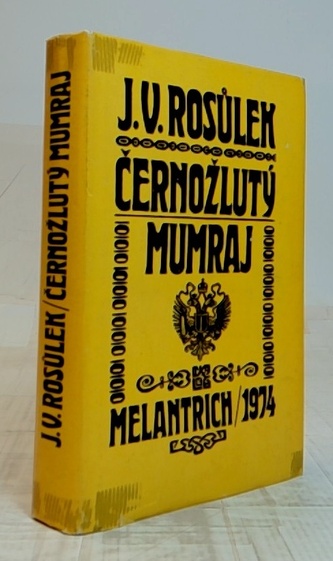 J.V. ROSŮLEK
ČERNOŽLUTÝ
MUMRAJ
MELANTRICH/1974
J.V. ROSŮLEK/ČERNOŽLUTÝ MUMRAJ